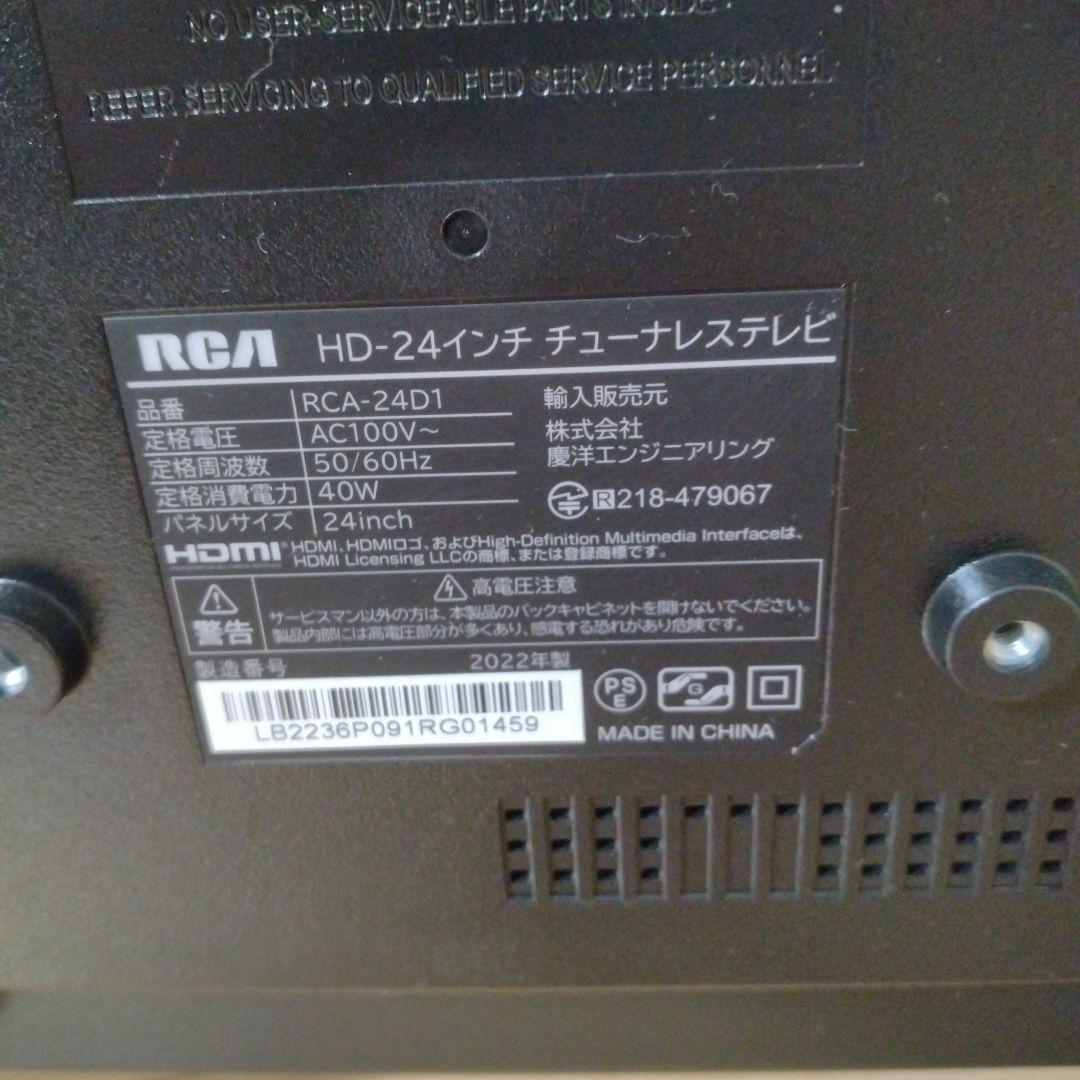 NO USER-SERVICEABLE PARTS INSIDE
REFER SERVICING TO QUALIFIED SERVICE PERSONNEL
RCA HD-24インチ チューナレステレビ
品番 RCA-24D1
定格電圧 AC100V～
定格周波数 50/60Hz
定格消費電力 40W
パネルサイズ 24inch
輸入販売元
株式会社
慶洋エンジニアリング
R 218-479067
HDMI HDMI、HDMIロゴ、およびHigh-Definition Multimedia Interfaceは、
HDMI Licensing LLCの商標、または登録商標です。
警告
高電圧注意
サービスマン以外の方は、本製品のバックキャビネットを開けないでください。
製品内部には高電圧部分が多くあり、感電する恐れがあり危険です。
製造番号 2022年製
LB2236P091RG01459
PSE
G
MADE IN CHINA